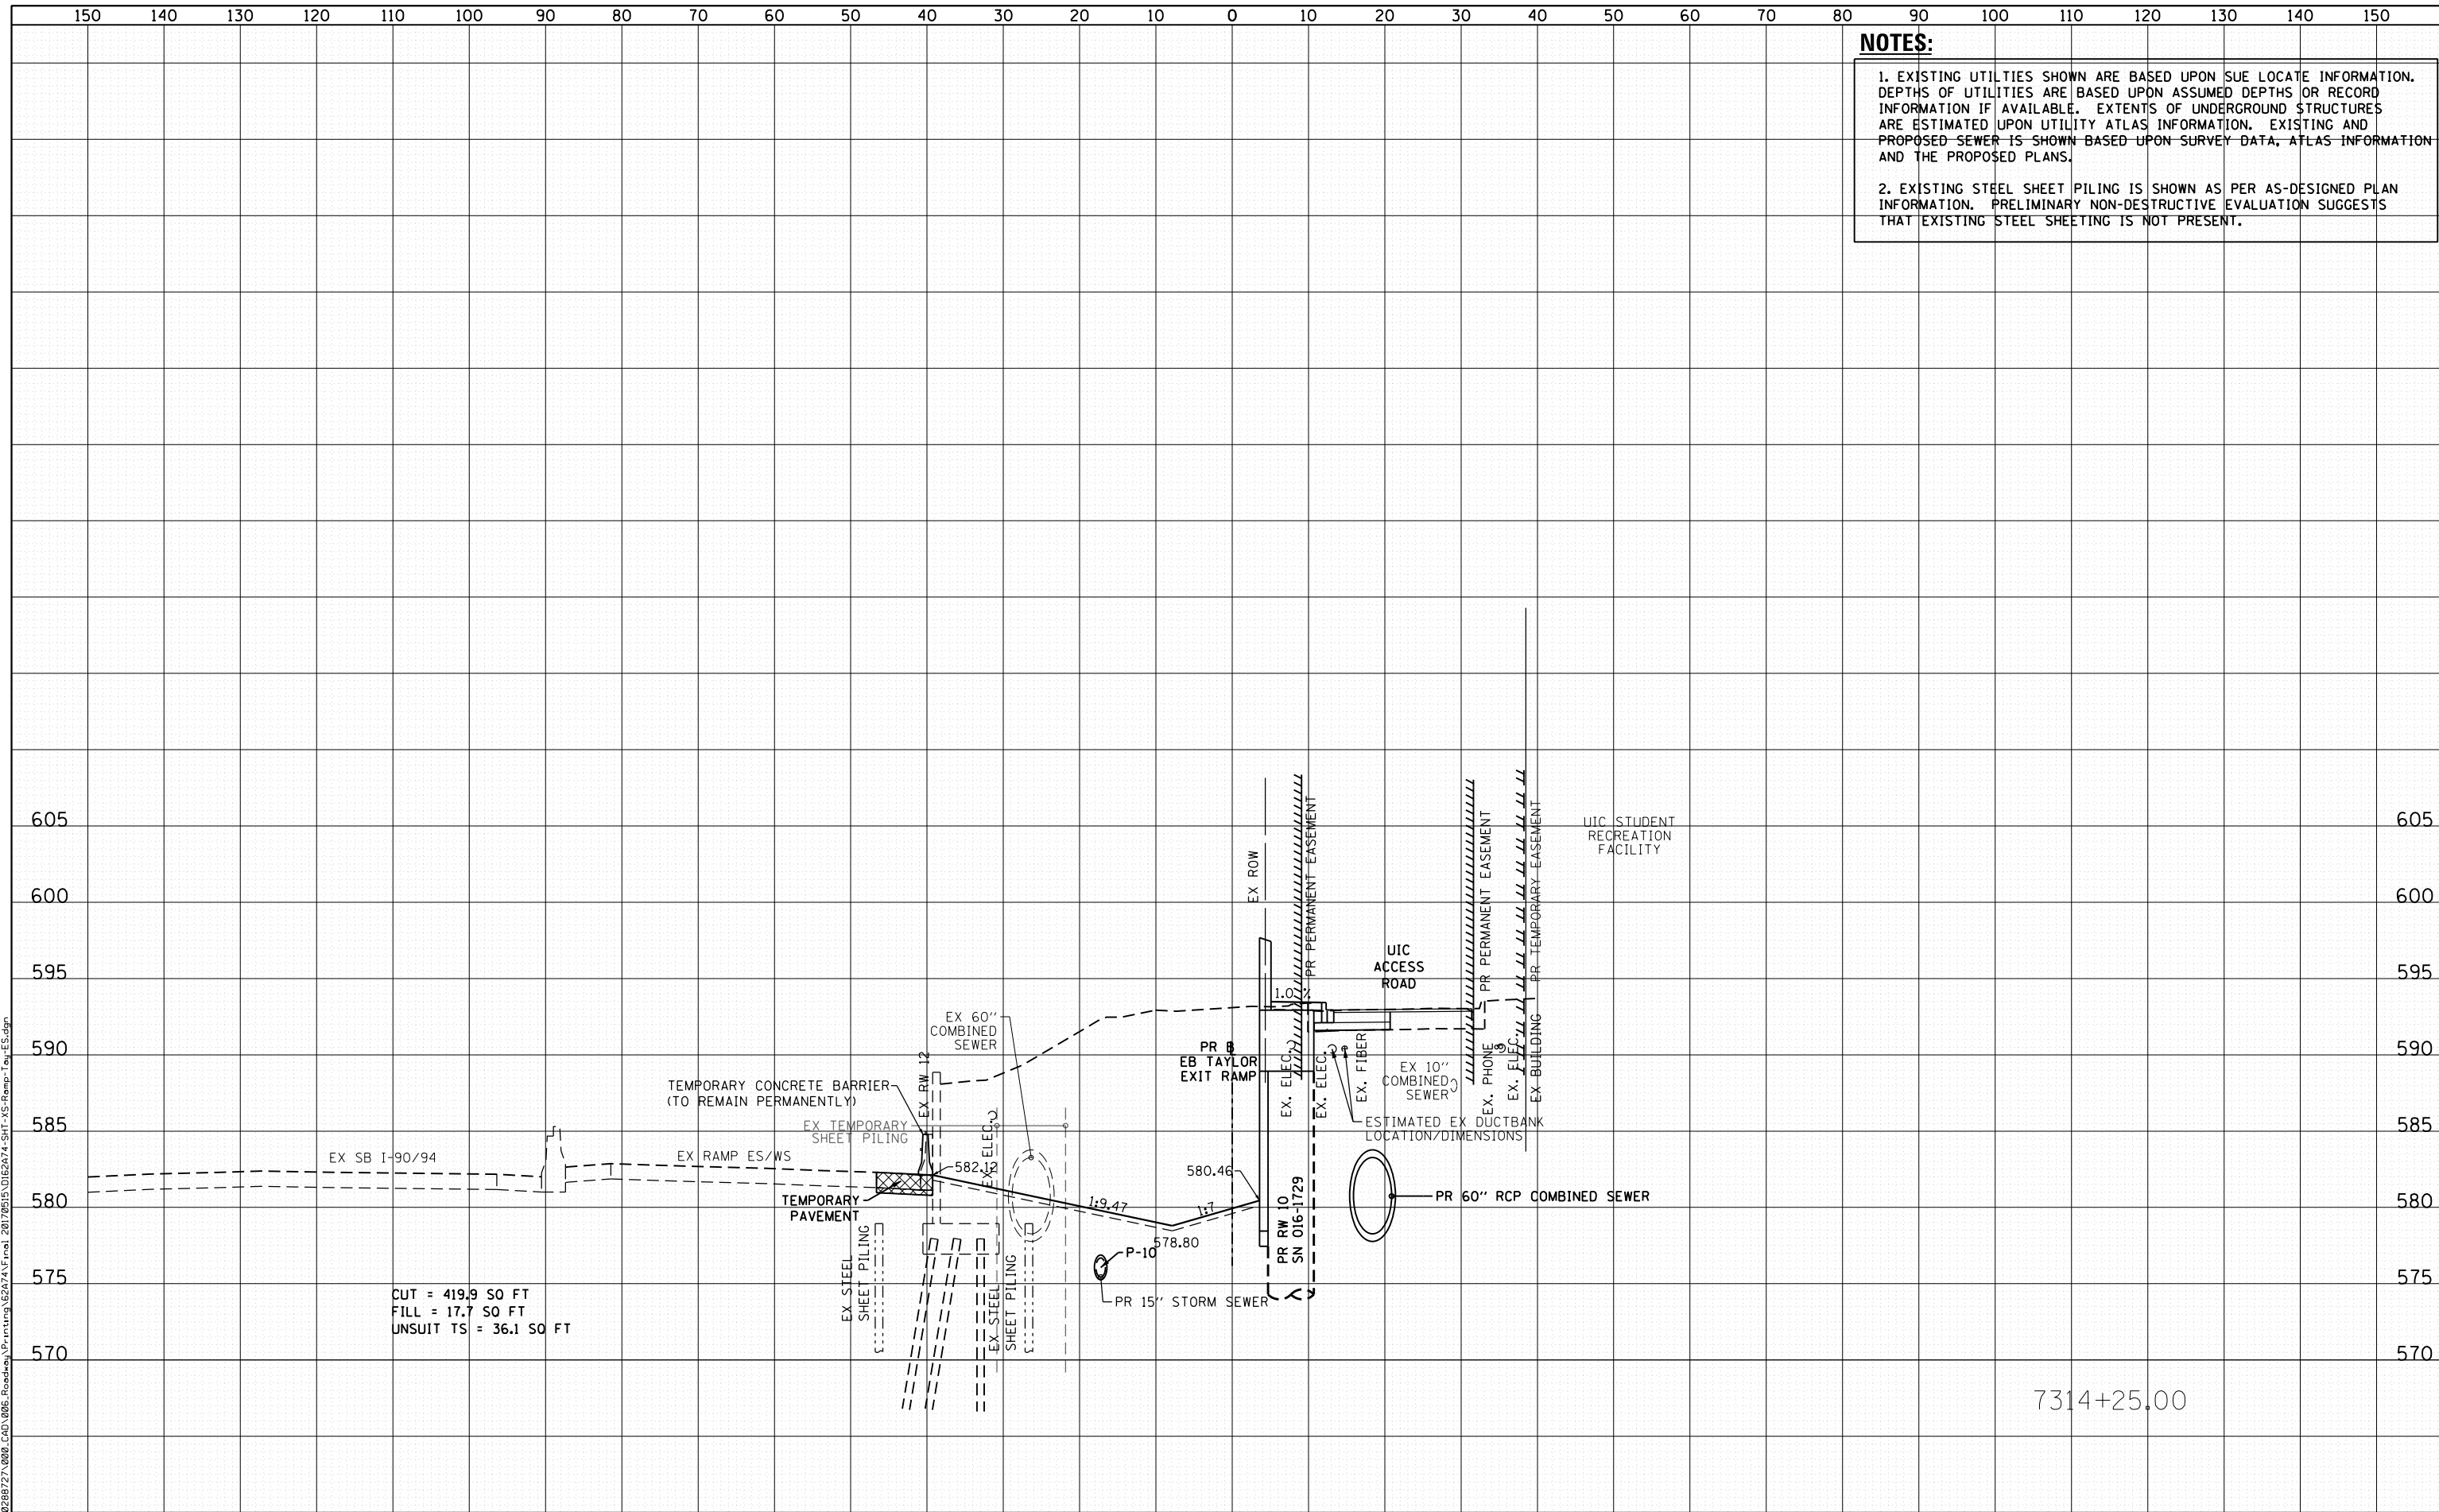 150 140 130 120 110 100 90 80 70 60 50 40 30 20 10 0 10 20 30 40 50 60 70 80 90 100 110 120 130 140 150
NOTES:
1. EXISTING UTILTIES SHOWN ARE BASED UPON SUE LOCATE INFORMATION.
DEPTHS OF UTILITIES ARE BASED UPON ASSUMED DEPTHS OR RECORD
INFORMATION IF AVAILABLE. EXTENTS OF UNDERGROUND STRUCTURES
ARE ESTIMATED UPON UTILITY ATLAS INFORMATION. EXISTING AND
PROPOSED SEWER IS SHOWN BASED UPON SURVEY DATA, ATLAS INFORMATION
AND THE PROPOSED PLANS.
2. EXISTING STEEL SHEET PILING IS SHOWN AS PER AS-DESIGNED PLAN
INFORMATION. PRELIMINARY NON-DESTRUCTIVE EVALUATION SUGGESTS
THAT EXISTING STEEL SHEETING IS NOT PRESENT.
605
605
600
600
595
595
590
590
585
585
580
580
575
575
570
570
UIC STUDENT
RECREATION
FACILITY
EX ROW
PR PERMANENT EASEMENT
PR PERMANENT EASEMENT
PR TEMPORARY EASEMENT
UIC
ACCESS
ROAD
1.0 %
EX 60"
COMBINED
SEWER
EX RW 12
TEMPORARY CONCRETE BARRIER
(TO REMAIN PERMANENTLY)
EX TEMPORARY
SHEET PILING
EX ELEC.
PR B
EB TAYLOR
EXIT RAMP
EX. ELEC.
EX. ELEC.
EX. FIBER
EX 10"
COMBINED
SEWER
EX. PHONE
EX. ELEC.
EX BUILDING
ESTIMATED EX DUCTBANK
LOCATION/DIMENSIONS
EX SB I-90/94
EX RAMP ES/WS
582.12
580.46
TEMPORARY
PAVEMENT
1:9.47
1:7
578.80
PR RW 10
SN 016-1729
PR 60" RCP COMBINED SEWER
P-10
PR 15" STORM SEWER
EX STEEL
SHEET PILING
EX STEEL
SHEET PILING
CUT = 419.9 SQ FT
FILL = 17.7 SQ FT
UNSUIT TS = 36.1 SQ FT
7314+25.00